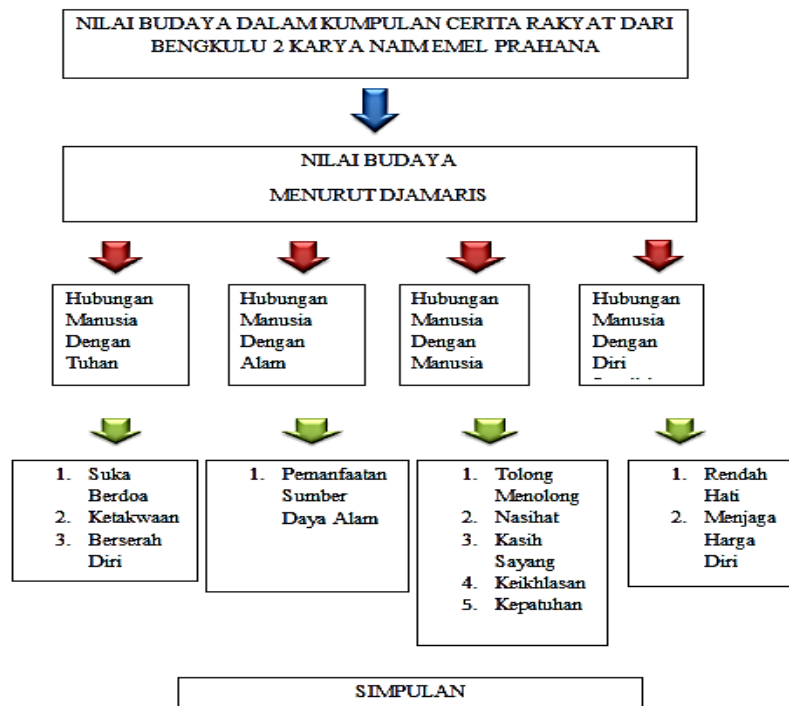 NILAI BUDAYA DALAM KUMPULAN CERITA RAKYAT DARI
BENGKULU 2 KARYA NAIM EMEL PRAHANA
NILAI BUDAYA
MENURUT DJAMARIS
Hubungan
Manusia
Dengan
Tuhan
Hubungan
Manusia
Dengan
Alam
Hubungan
Manusia
Dengan
Manusia
Hubungan
Manusia
Dengan
Diri
1. Suka
Berdoa
2. Ketakwaan
3. Berserah
Diri
1. Pemanfaatan
Sumber
Daya Alam
1. Tolong
Menolong
2. Nasihat
3. Kasih
Sayang
4. Keikhlasan
5. Kepatuhan
1. Rendah
Hati
2. Menjaga
Harga
Diri
SIMPULAN